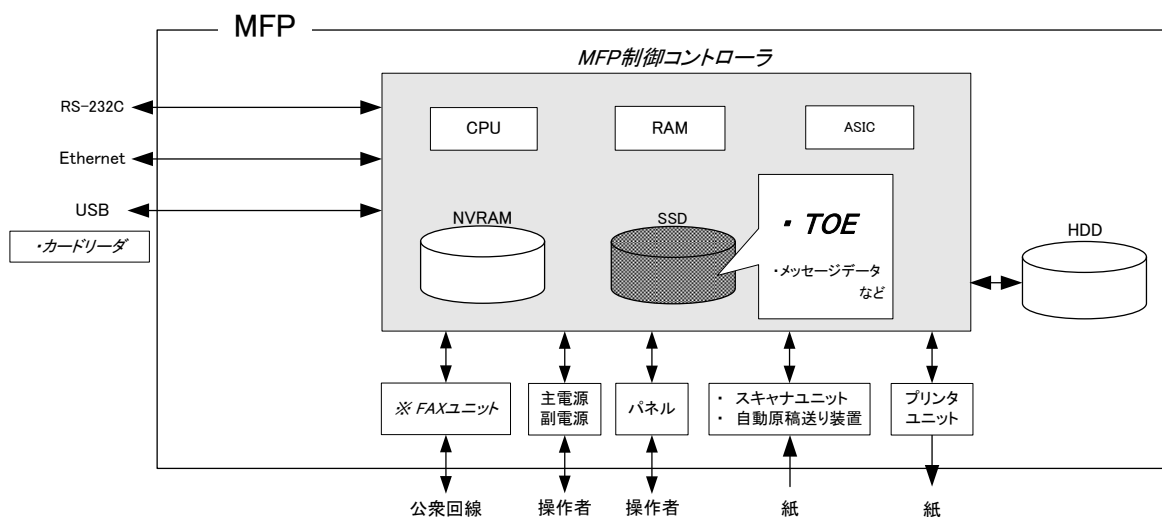 MFP
MFP制御コントローラ
RS-232C
CPU
RAM
ASIC
Ethernet
USB
・カードリーダ
NVRAM
SSD
・ TOE
・メッセージデータ
など
HDD
※ FAXユニット
主電源
副電源
パネル
・ スキャナユニット
・ 自動原稿送り装置
プリンタ
ユニット
公衆回線
操作者
操作者
紙
紙